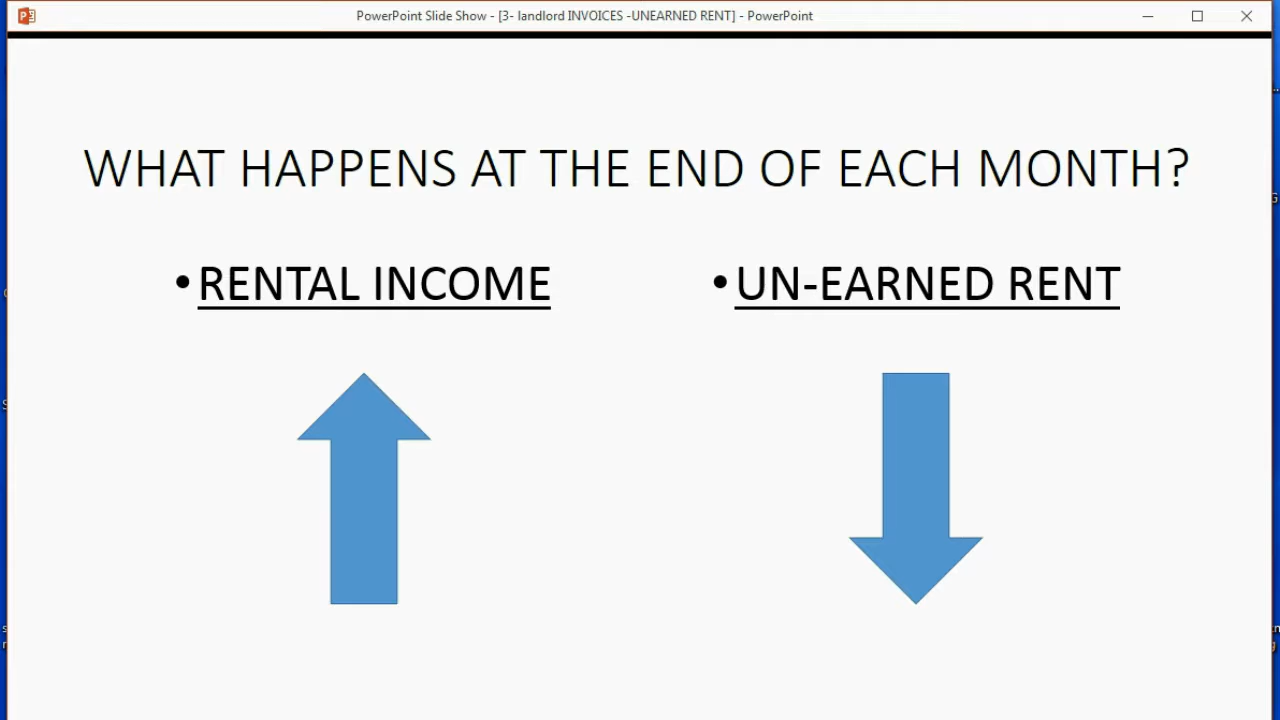 PowerPoint Slide Show - [3- landlord INVOICES -UNEARNED RENT] - PowerPoint
WHAT HAPPENS AT THE END OF EACH MONTH?
•RENTAL INCOME
•UN-EARNED RENT